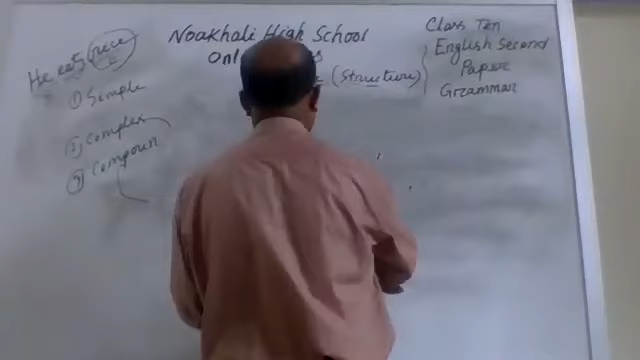 He eats rice
① Simple
② Complex
③ Compoun
Noakhali High School
Onl s
(Structure)
Class Ten
English Second
Paper
Grammar